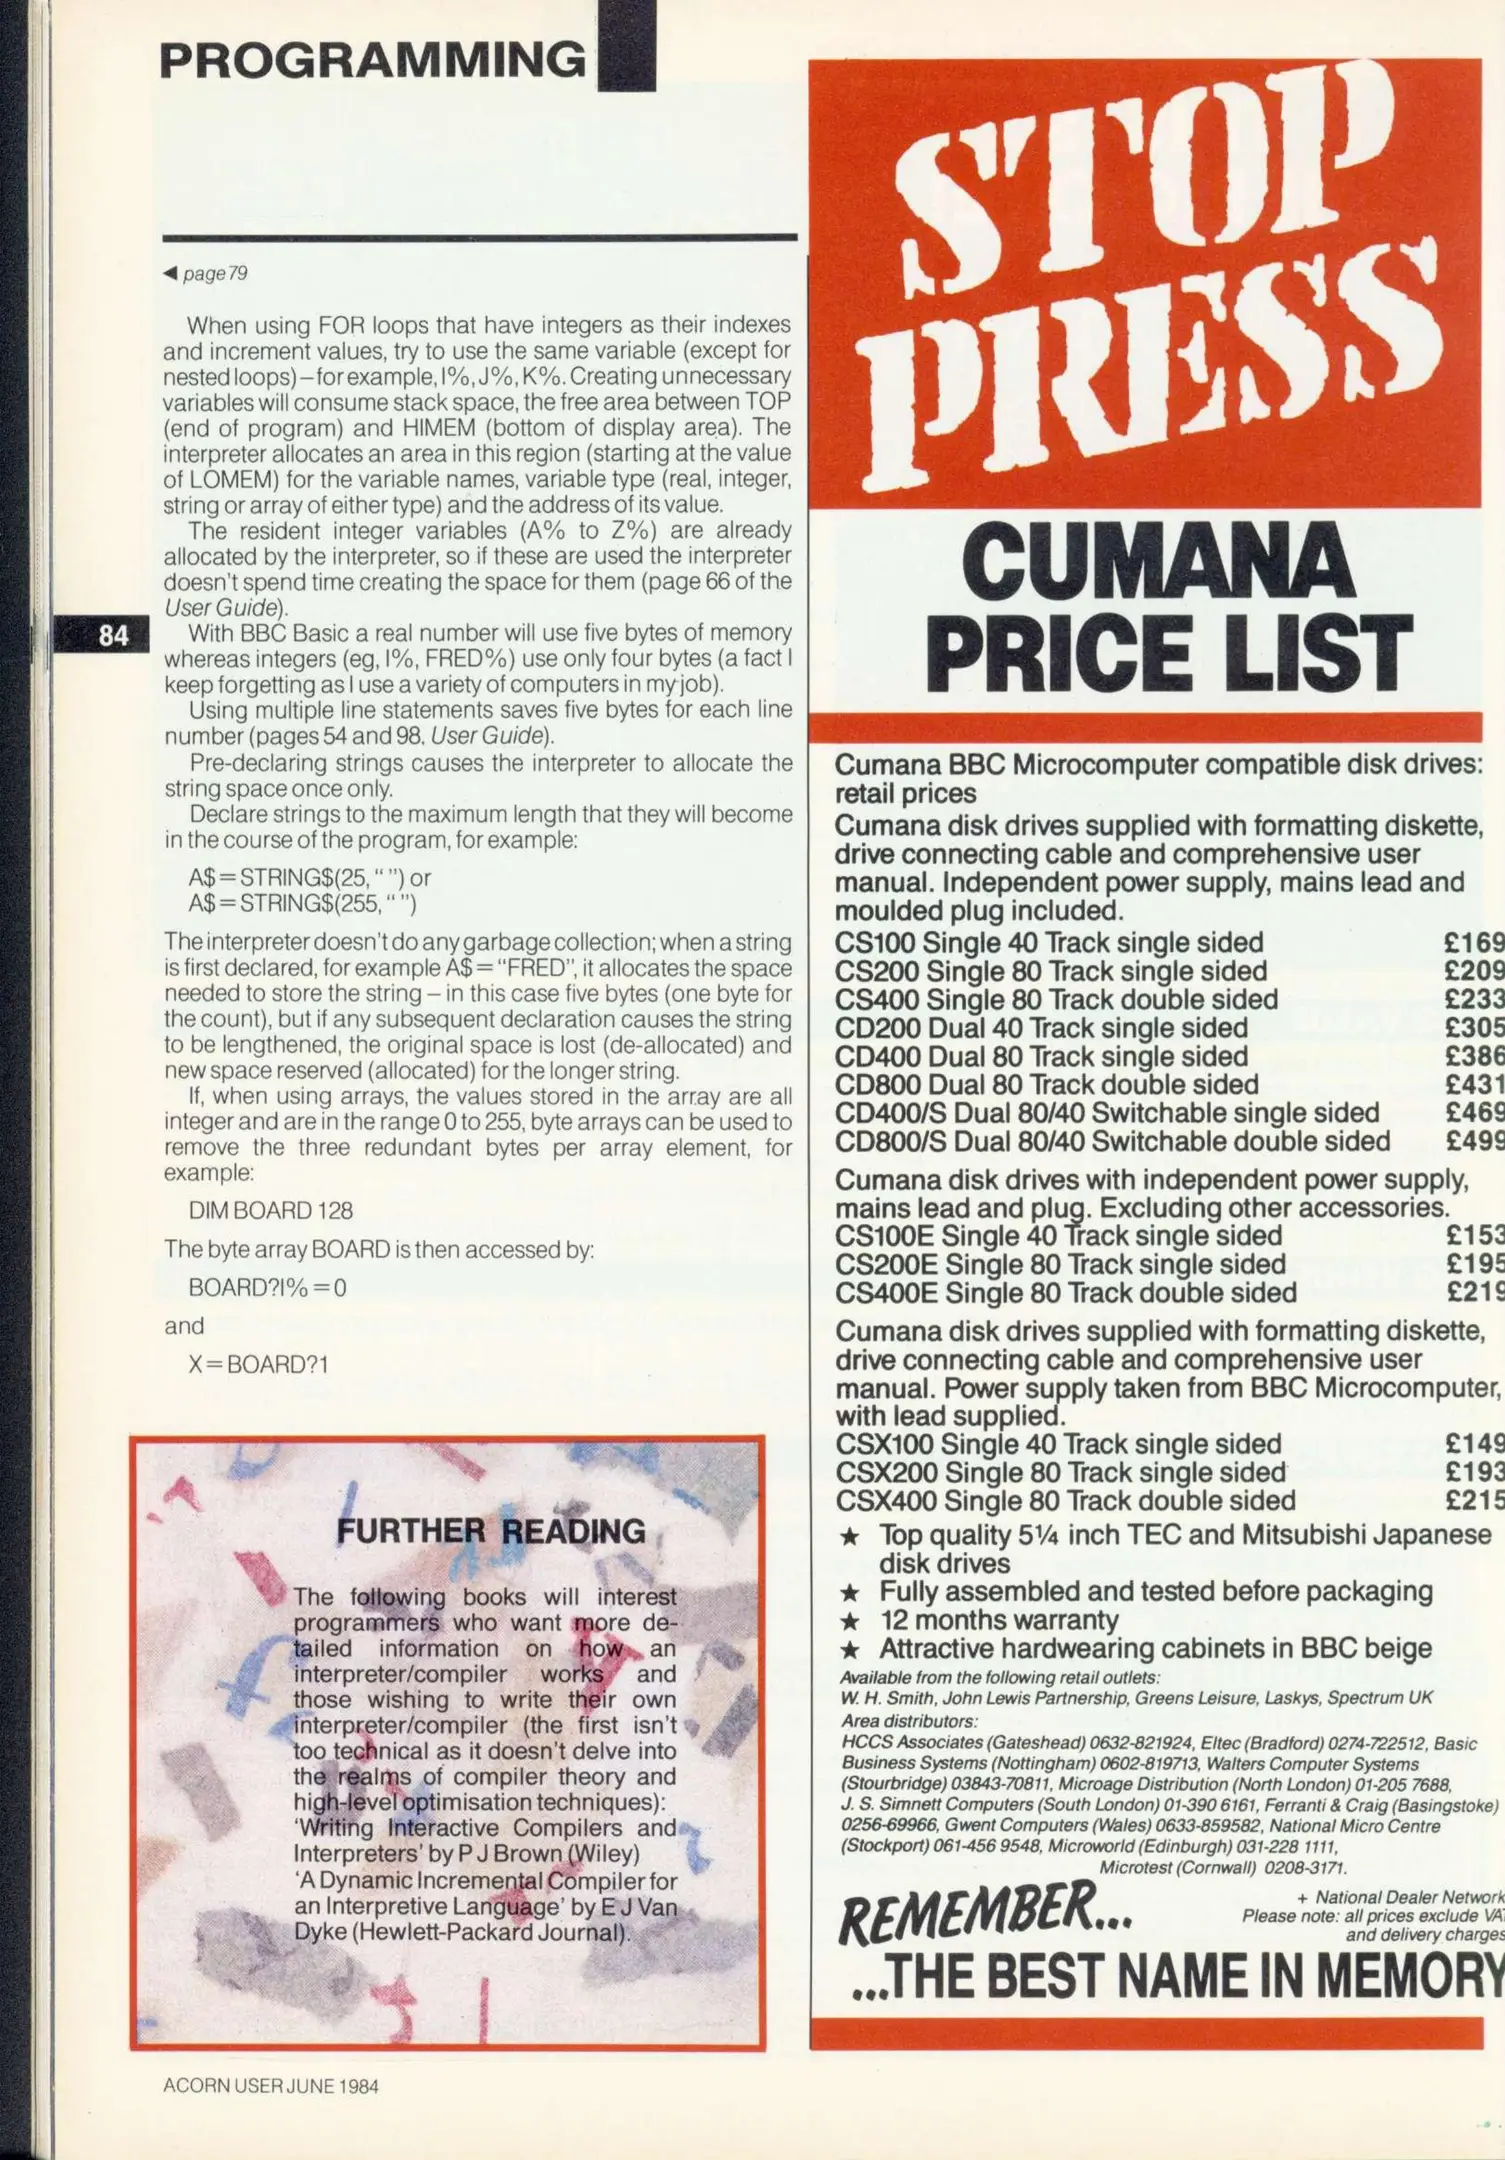 PROGRAMMING
◀ page 79
When using FOR loops that have integers as their indexes
and increment values, try to use the same variable (except for
nested loops) – for example, I%, J%, K%. Creating unnecessary
variables will consume stack space, the free area between TOP
(end of program) and HIMEM (bottom of display area). The
interpreter allocates an area in this region (starting at the value
of LOMEM) for the variable names, variable type (real, integer,
string or array of either type) and the address of its value.
The resident integer variables (A% to Z%) are already
allocated by the interpreter, so if these are used the interpreter
doesn't spend time creating the space for them (page 66 of the
User Guide).
84
With BBC Basic a real number will use five bytes of memory
whereas integers (eg, I%, FRED%) use only four bytes (a fact I
keep forgetting as I use a variety of computers in my job).
Using multiple line statements saves five bytes for each line
number (pages 54 and 98, User Guide).
Pre-declaring strings causes the interpreter to allocate the
string space once only.
Declare strings to the maximum length that they will become
in the course of the program, for example:
A$ = STRING$(25, " ") or
A$ = STRING$(255, " ")
The interpreter doesn't do any garbage collection; when a string
is first declared, for example A$ = "FRED", it allocates the space
needed to store the string – in this case five bytes (one byte for
the count), but if any subsequent declaration causes the string
to be lengthened, the original space is lost (de-allocated) and
new space reserved (allocated) for the longer string.
If, when using arrays, the values stored in the array are all
integer and are in the range 0 to 255, byte arrays can be used to
remove the three redundant bytes per array element, for
example:
DIM BOARD 128
The byte array BOARD is then accessed by:
BOARD?I% = 0
and
X = BOARD?1
FURTHER READING
The following books will interest
programmers who want more de-
tailed information on how an
interpreter/compiler works and
those wishing to write their own
interpreter/compiler (the first isn't
too technical as it doesn't delve into
the realms of compiler theory and
high-level optimisation techniques):
'Writing Interactive Compilers and
Interpreters' by P J Brown (Wiley)
'A Dynamic Incremental Compiler for
an Interpretive Language' by E J Van
Dyke (Hewlett-Packard Journal).
ACORN USER JUNE 1984
STOP
PRESS
CUMANA
PRICE LIST
Cumana BBC Microcomputer compatible disk drives:
retail prices
Cumana disk drives supplied with formatting diskette,
drive connecting cable and comprehensive user
manual. Independent power supply, mains lead and
moulded plug included.
CS100 Single 40 Track single sided £169
CS200 Single 80 Track single sided £209
CS400 Single 80 Track double sided £233
CD200 Dual 40 Track single sided £305
CD400 Dual 80 Track single sided £386
CD800 Dual 80 Track double sided £431
CD400/S Dual 80/40 Switchable single sided £469
CD800/S Dual 80/40 Switchable double sided £499
Cumana disk drives with independent power supply,
mains lead and plug. Excluding other accessories.
CS100E Single 40 Track single sided £153
CS200E Single 80 Track single sided £195
CS400E Single 80 Track double sided £219
Cumana disk drives supplied with formatting diskette,
drive connecting cable and comprehensive user
manual. Power supply taken from BBC Microcomputer,
with lead supplied.
CSX100 Single 40 Track single sided £149
CSX200 Single 80 Track single sided £193
CSX400 Single 80 Track double sided £215
★ Top quality 5¼ inch TEC and Mitsubishi Japanese
disk drives
★ Fully assembled and tested before packaging
★ 12 months warranty
★ Attractive hardwearing cabinets in BBC beige
Available from the following retail outlets:
W. H. Smith, John Lewis Partnership, Greens Leisure, Laskys, Spectrum UK
Area distributors:
HCCS Associates (Gateshead) 0632-821924, Eltec (Bradford) 0274-722512, Basic
Business Systems (Nottingham) 0602-819713, Walters Computer Systems
(Stourbridge) 03843-70811, Microage Distribution (North London) 01-205 7688,
J. S. Simnett Computers (South London) 01-390 6161, Ferranti & Craig (Basingstoke)
0256-69966, Gwent Computers (Wales) 0633-859582, National Micro Centre
(Stockport) 061-456 9548, Microworld (Edinburgh) 031-228 1111,
Microtest (Cornwall) 0208-3171.
+ National Dealer Network
Please note: all prices exclude VAT
and delivery charges
REMEMBER...
...THE BEST NAME IN MEMORY